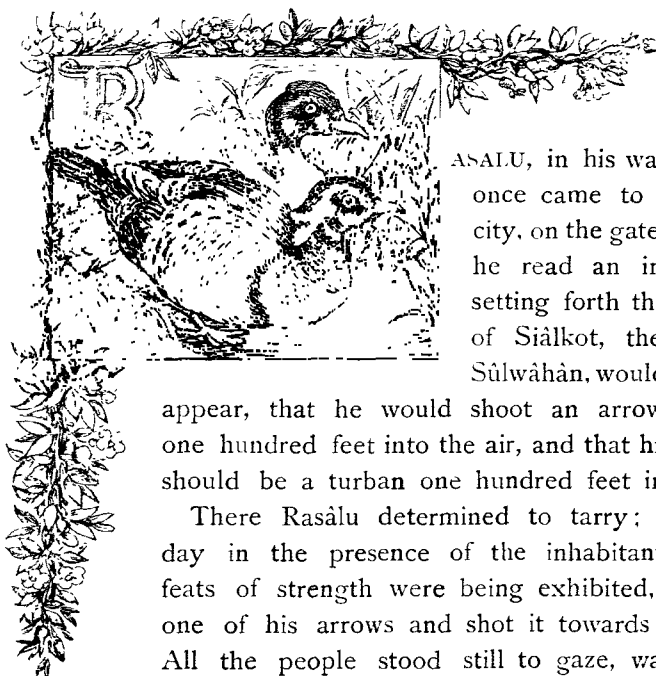 RASALU, in his wa
once came to
city, on the gate
he read an in
setting forth th
of Siâlkot, the
Sûlwâhân, would
appear, that he would shoot an arrow
one hundred feet into the air, and that hi
should be a turban one hundred feet in
There Rasâlu determined to tarry;
day in the presence of the inhabitant
feats of strength were being exhibited,
one of his arrows and shot it towards
All the people stood still to gaze, wa